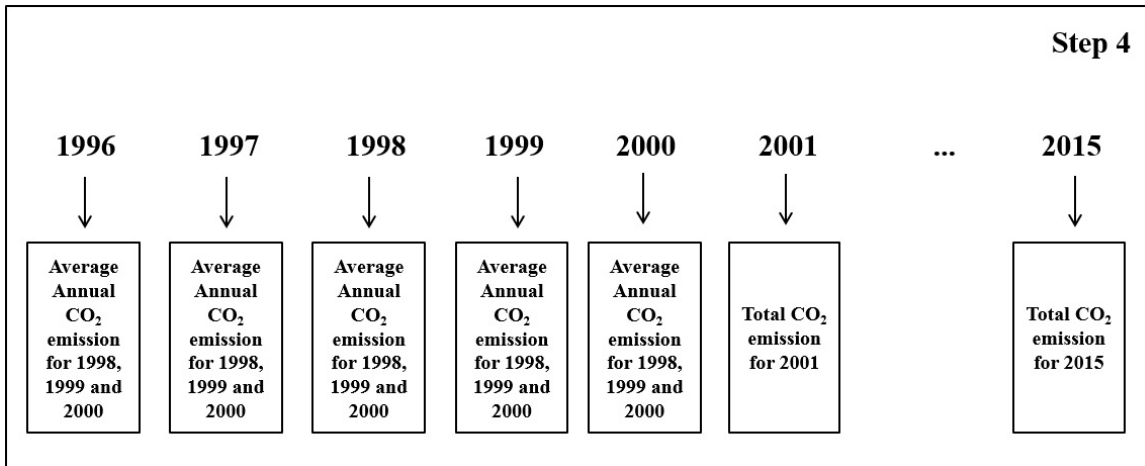 Step 4
1996 1997 1998 1999 2000 2001 ... 2015
Average
Annual
CO₂
emission
for 1998,
1999 and
2000
Average
Annual
CO₂
emission
for 1998,
1999 and
2000
Average
Annual
CO₂
emission
for 1998,
1999 and
2000
Average
Annual
CO₂
emission
for 1998,
1999 and
2000
Average
Annual
CO₂
emission
for 1998,
1999 and
2000
Total CO₂
emission
for 2001
Total CO₂
emission
for 2015